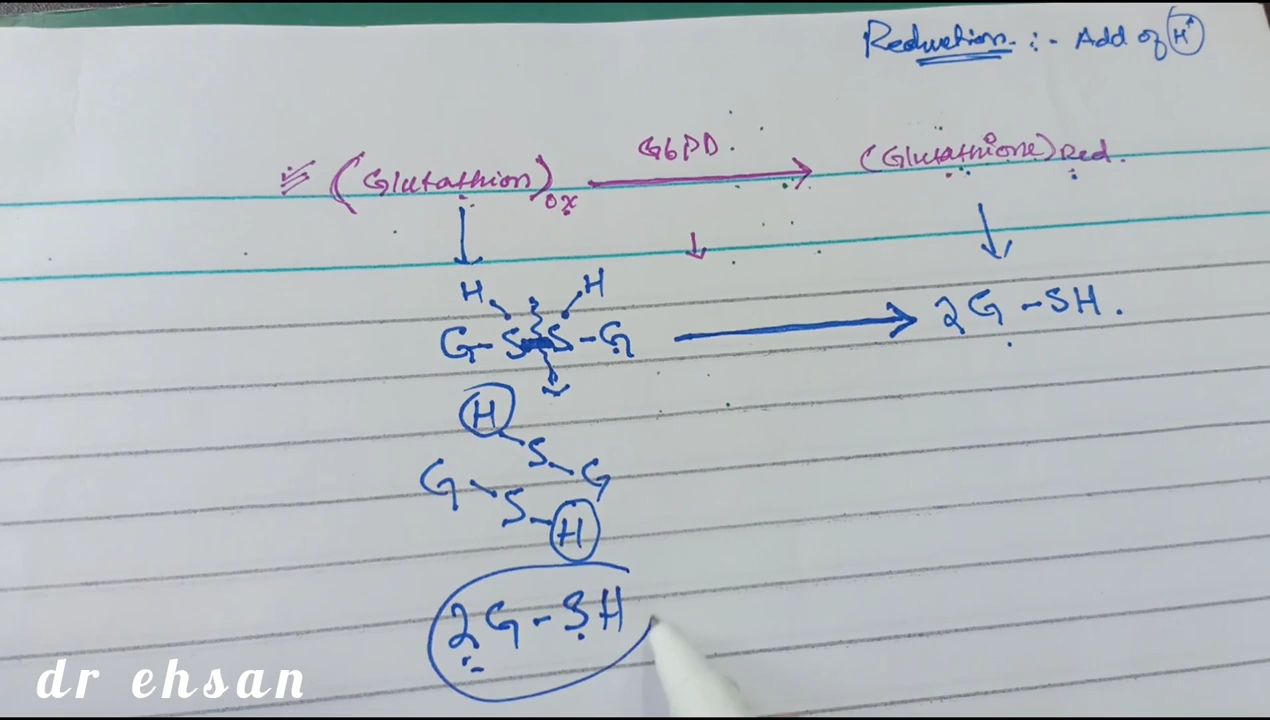 Reduction :- Add of H⁺
G6PD.
(Glutathion)ox (Glutathione)Red.
H H
G-S-S-G 2G-SH.
H
S
G G
S
H
2G-SH
dr ehsan